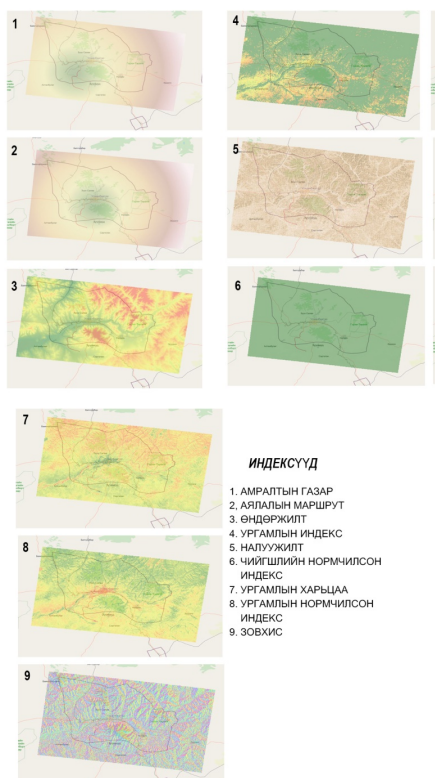 1
4
2
5
3
6
7
8
9
ИНДЕКСҮҮД
1. АМРАЛТЫН ГАЗАР
2, АЯЛАЛЫН МАРШРУТ
3. ӨНДӨРЖИЛТ
4. УРГАМЛЫН ИНДЕКС
5. НАЛУУЖИЛТ
6. ЧИЙГШЛИЙН НОРМЧИЛСОН
ИНДЕКС
7. УРГАМЛЫН ХАРЬЦАА
8. УРГАМЛЫН НОРМЧИЛСОН
ИНДЕКС
9. ЗОВХИС